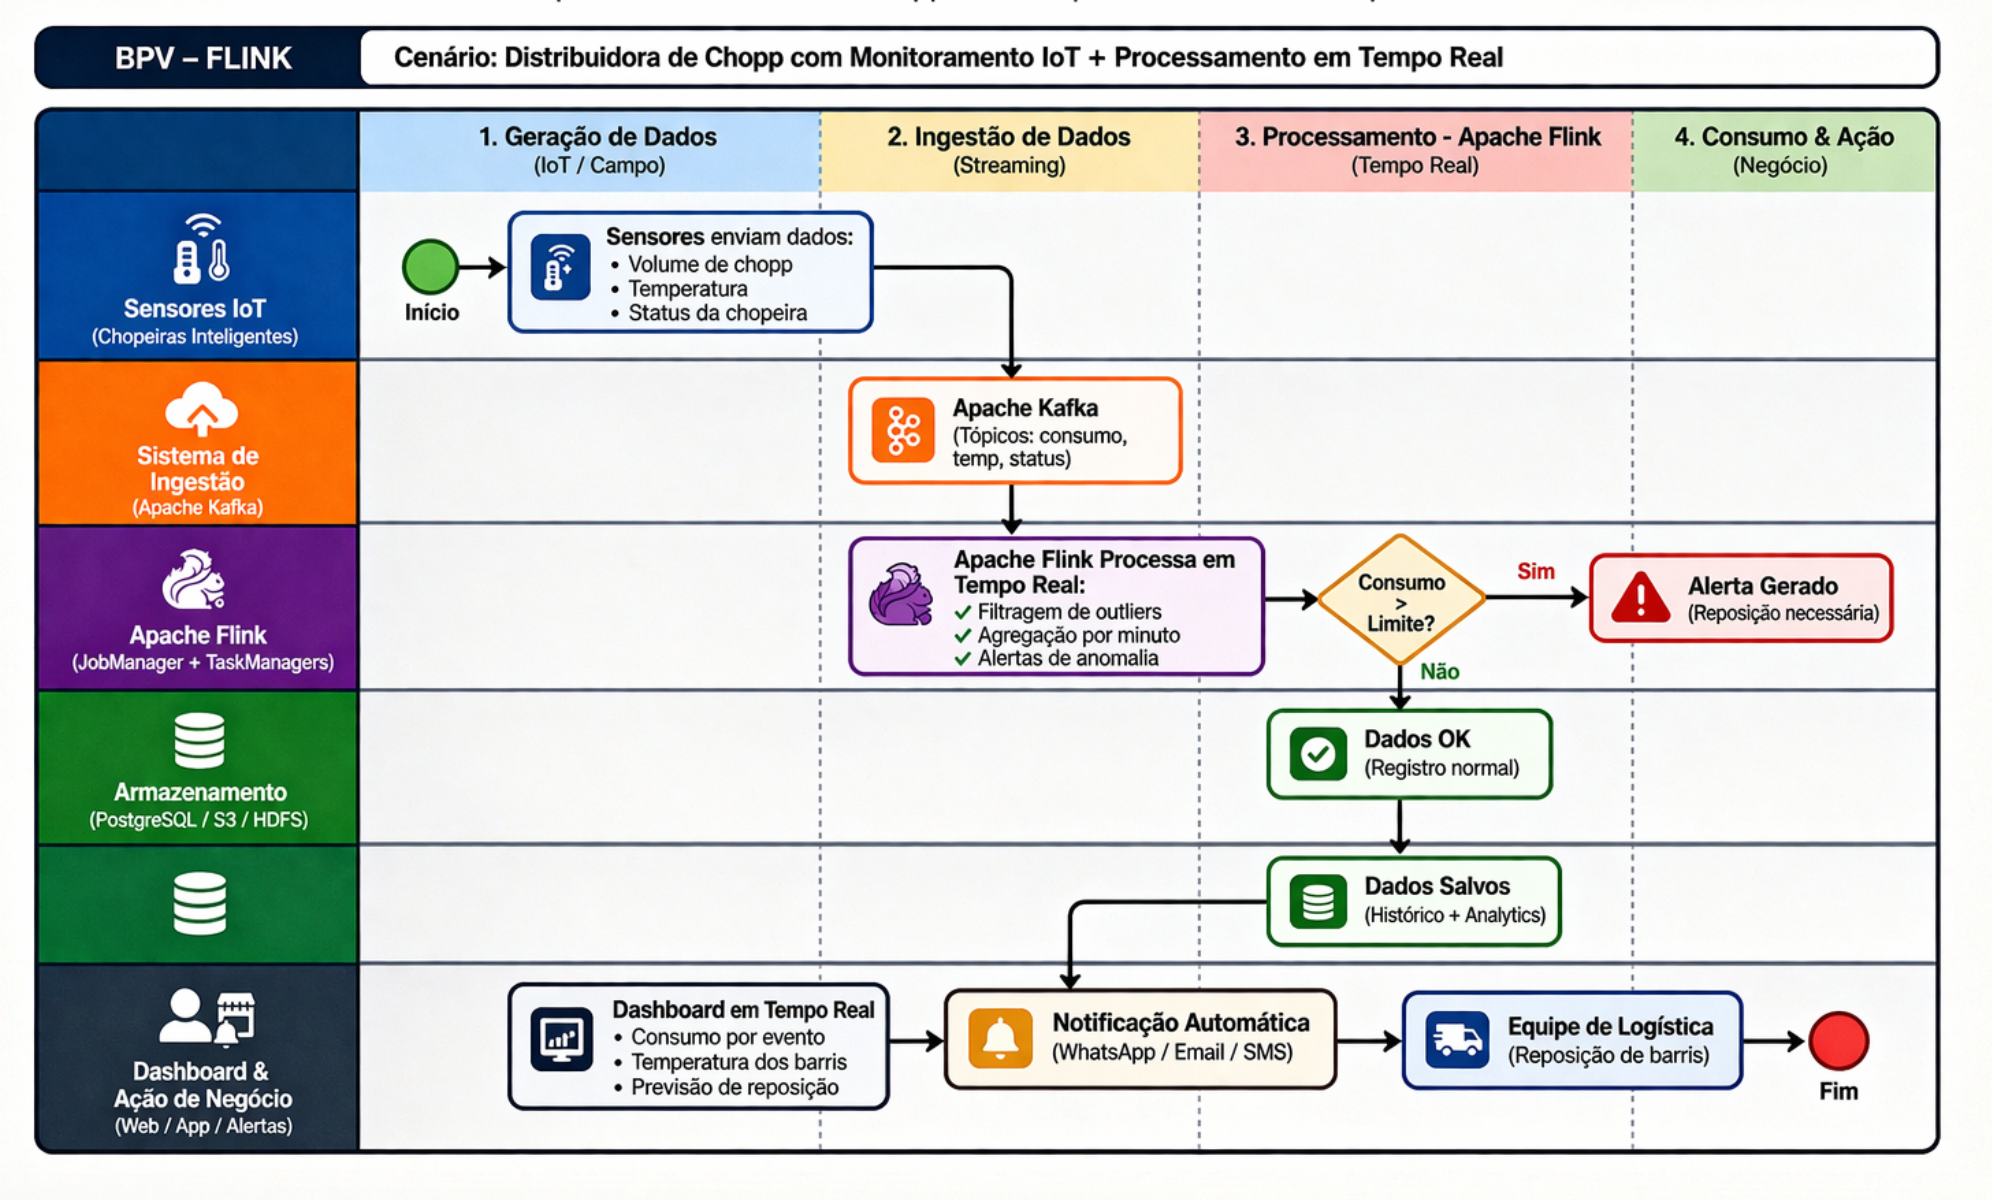 BPV – FLINK
Cenário: Distribuidora de Chopp com Monitoramento IoT + Processamento em Tempo Real
1. Geração de Dados
(IoT / Campo)
2. Ingestão de Dados
(Streaming)
3. Processamento - Apache Flink
(Tempo Real)
4. Consumo & Ação
(Negócio)
Sensores IoT
(Chopeiras Inteligentes)
Início
Sensores enviam dados:
• Volume de chopp
• Temperatura
• Status da chopeira
Sistema de
Ingestão
(Apache Kafka)
Apache Kafka
(Tópicos: consumo,
temp, status)
Apache Flink
(JobManager + TaskManagers)
Apache Flink Processa em
Tempo Real:
✓ Filtragem de outliers
✓ Agregação por minuto
✓ Alertas de anomalia
Consumo
>
Limite?
Sim
Não
Alerta Gerado
(Reposição necessária)
Armazenamento
(PostgreSQL / S3 / HDFS)
Dados OK
(Registro normal)
Dados Salvos
(Histórico + Analytics)
Dashboard &
Ação de Negócio
(Web / App / Alertas)
Dashboard em Tempo Real
• Consumo por evento
• Temperatura dos barris
• Previsão de reposição
Notificação Automática
(WhatsApp / Email / SMS)
Equipe de Logística
(Reposição de barris)
Fim